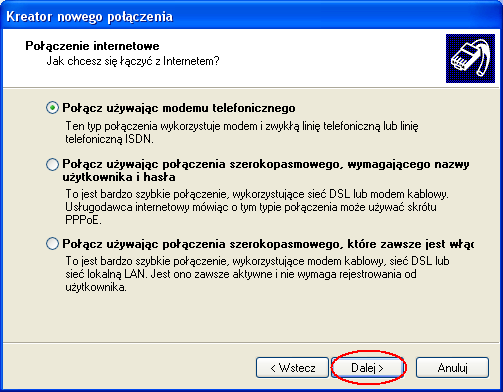 Kreator nowego połączenia
Połączenie internetowe
Jak chcesz się łączyć z Internetem?
Połącz używając modemu telefonicznego
Ten typ połączenia wykorzystuje modem i zwykłą linię telefoniczną lub linię
telefoniczną ISDN.
Połącz używając połączenia szerokopasmowego, wymagającego nazwy
użytkownika i hasła
To jest bardzo szybkie połączenie, wykorzystujące sieć DSL lub modem kablowy.
Usługodawca internetowy mówiąc o tym typie połączenia może używać skrótu
PPPoE.
Połącz używając połączenia szerokopasmowego, które zawsze jest włąc
To jest bardzo szybkie połączenie, wykorzystujące modem kablowy, sieć DSL lub
sieć lokalną LAN. Jest ono zawsze aktywne i nie wymaga rejestrowania od
użytkownika.
< Wstecz Dalej > Anuluj